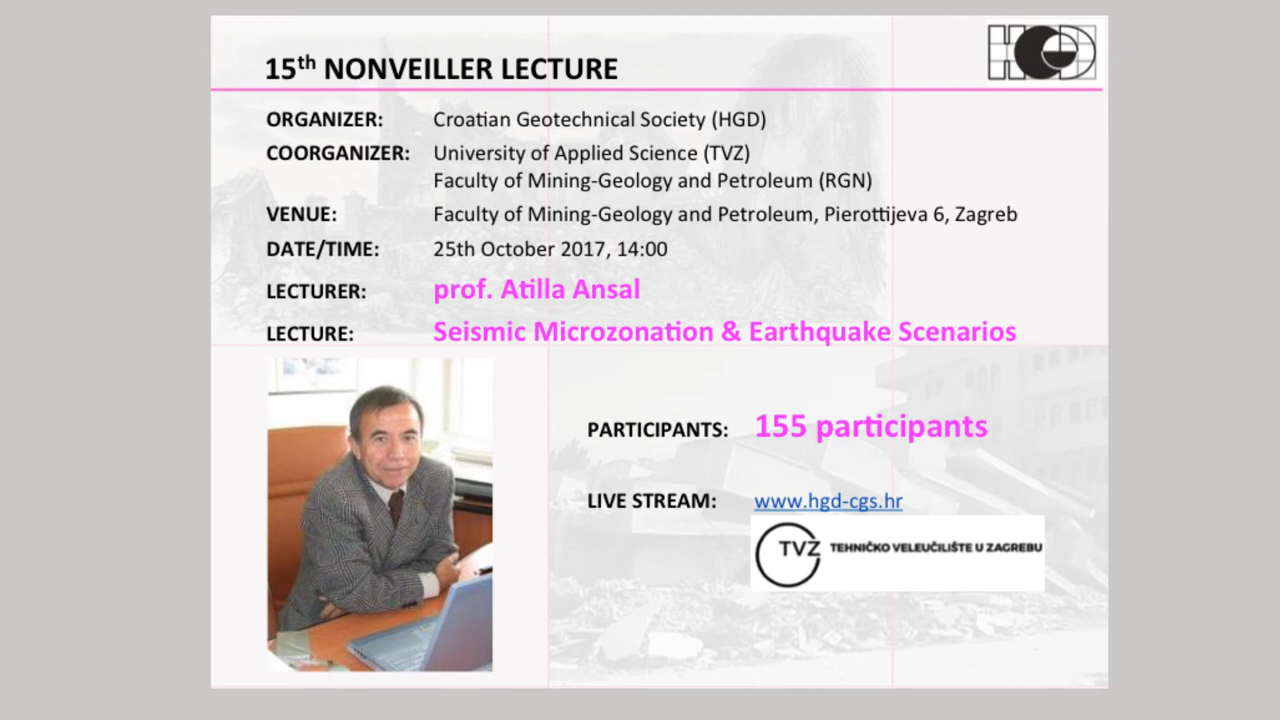 15th NONVEILLER LECTURE
HGD
ORGANIZER: Croatian Geotechnical Society (HGD)
COORGANIZER: University of Applied Science (TVZ)
Faculty of Mining-Geology and Petroleum (RGN)
VENUE: Faculty of Mining-Geology and Petroleum, Pierottijeva 6, Zagreb
DATE/TIME: 25th October 2017, 14:00
LECTURER: prof. Atilla Ansal
LECTURE: Seismic Microzonation & Earthquake Scenarios
PARTICIPANTS: 155 participants
LIVE STREAM: www.hgd-cgs.hr
TVZ TEHNIČKO VELEUČILIŠTE U ZAGREBU